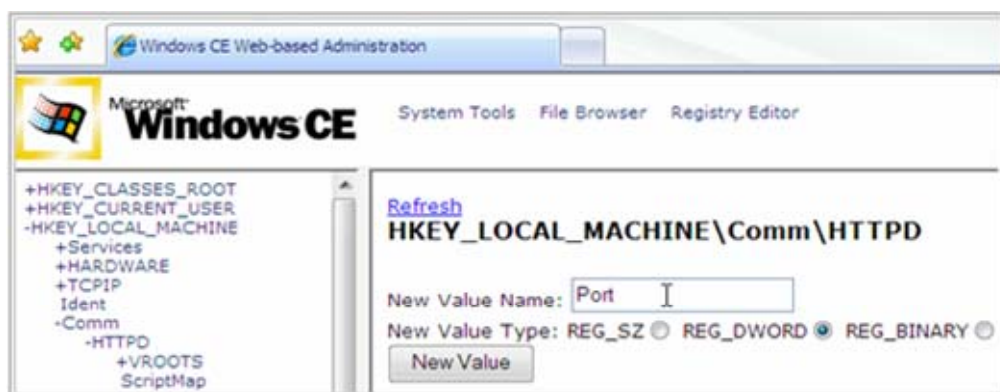 Windows CE Web-based Administration
Microsoft
Windows CE
System Tools File Browser Registry Editor
+HKEY_CLASSES_ROOT
+HKEY_CURRENT_USER
-HKEY_LOCAL_MACHINE
+Services
+HARDWARE
+TCPIP
Ident
-Comm
-HTTPD
+VROOTS
ScriptMap
Refresh
HKEY_LOCAL_MACHINE\Comm\HTTPD
New Value Name: Port
New Value Type: REG_SZ REG_DWORD REG_BINARY
New Value